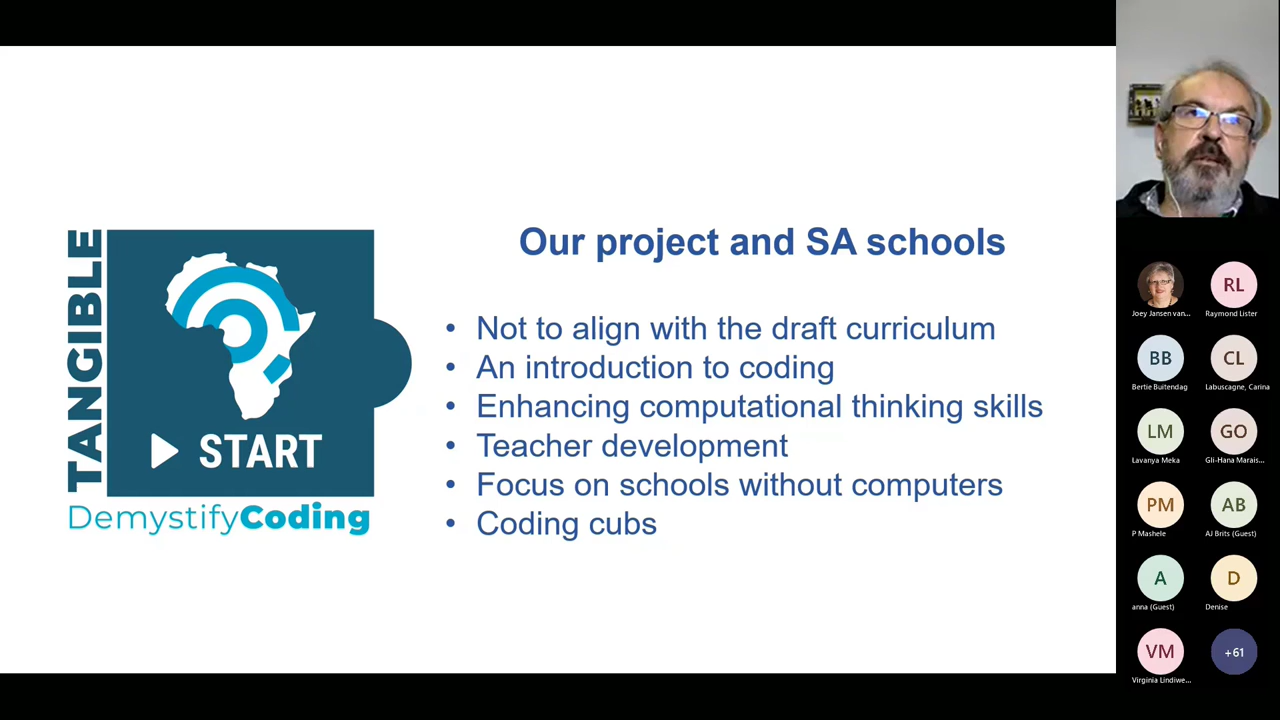 TANGIBLE
START
DemystifyCoding
Our project and SA schools
• Not to align with the draft curriculum
• An introduction to coding
• Enhancing computational thinking skills
• Teacher development
• Focus on schools without computers
• Coding cubs
Joey Jansen van...
RL
Raymond Lister
BB
Bertie Buitendag
CL
Labuscagne, Carina
LM
Lavanya Meka
GO
Gli-Hana Marais...
PM
P Mashele
AB
AJ Brits (Guest)
A
anna (Guest)
D
Denise
VM
Virginia Lindiwe...
+61